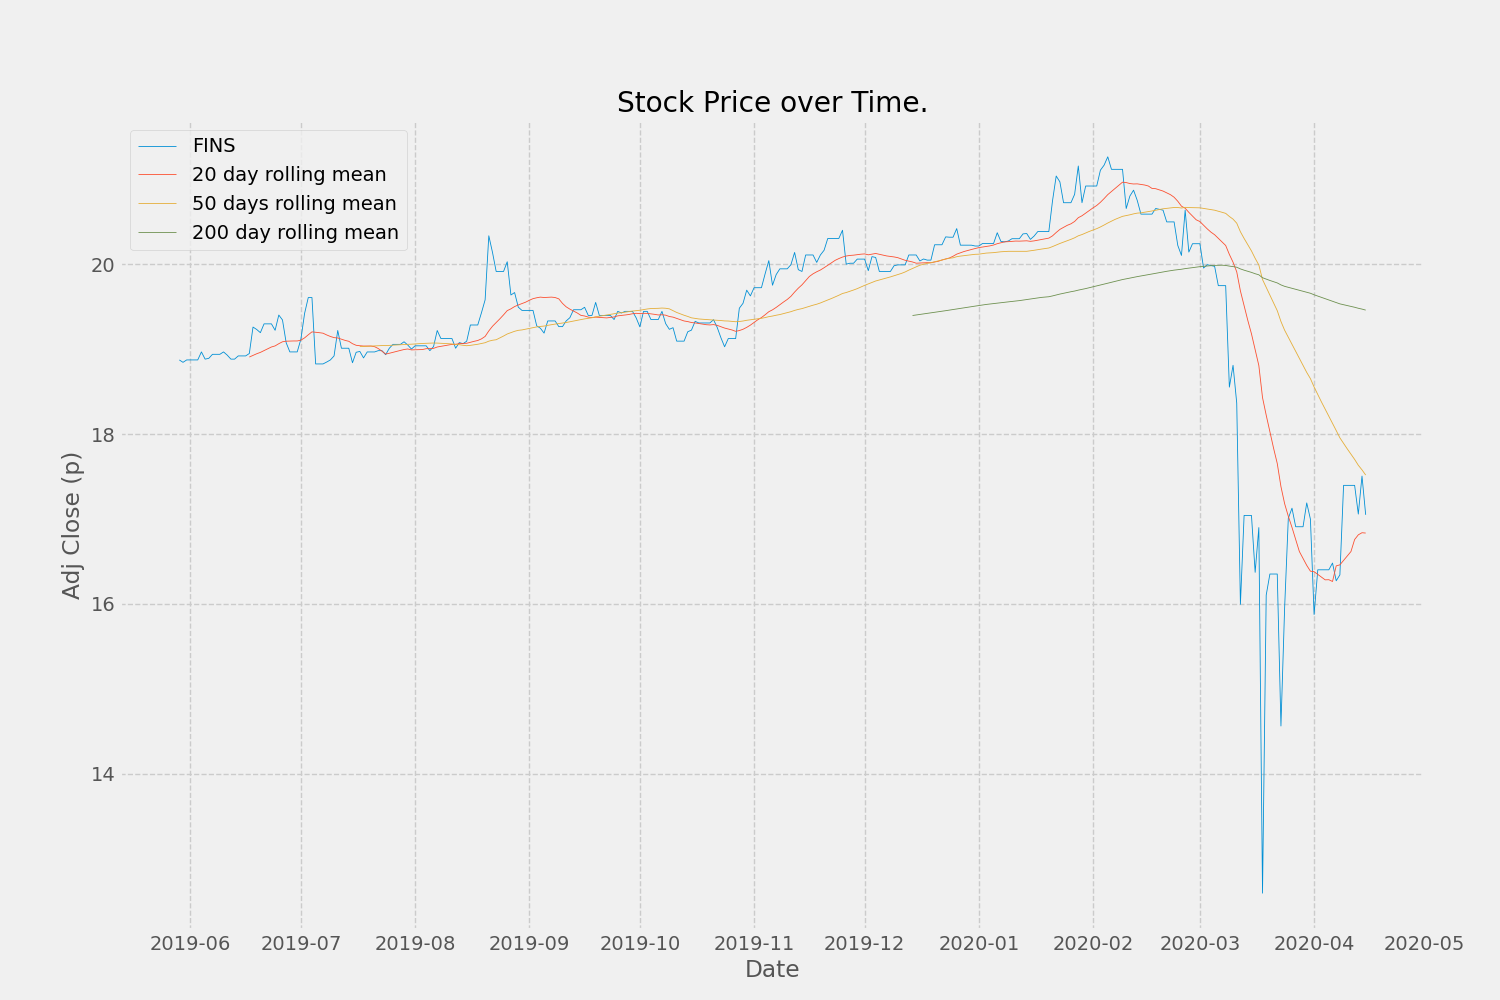 Stock Price over Time.
FINS
20 day rolling mean
50 days rolling mean
200 day rolling mean
Adj Close (p)
20
18
16
14
2019-06 2019-07 2019-08 2019-09 2019-10 2019-11 2019-12 2020-01 2020-02 2020-03 2020-04 2020-05
Date